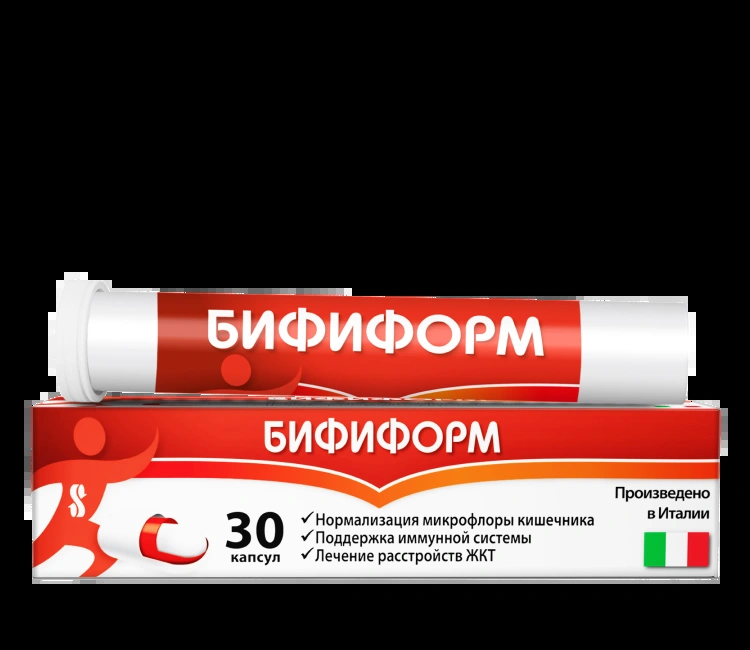 БИФИФОРМ
БИФИФОРМ
30
капсул
✓Нормализация микрофлоры кишечника
✓Поддержка иммунной системы
✓Лечение расстройств ЖКТ
Произведено
в Италии